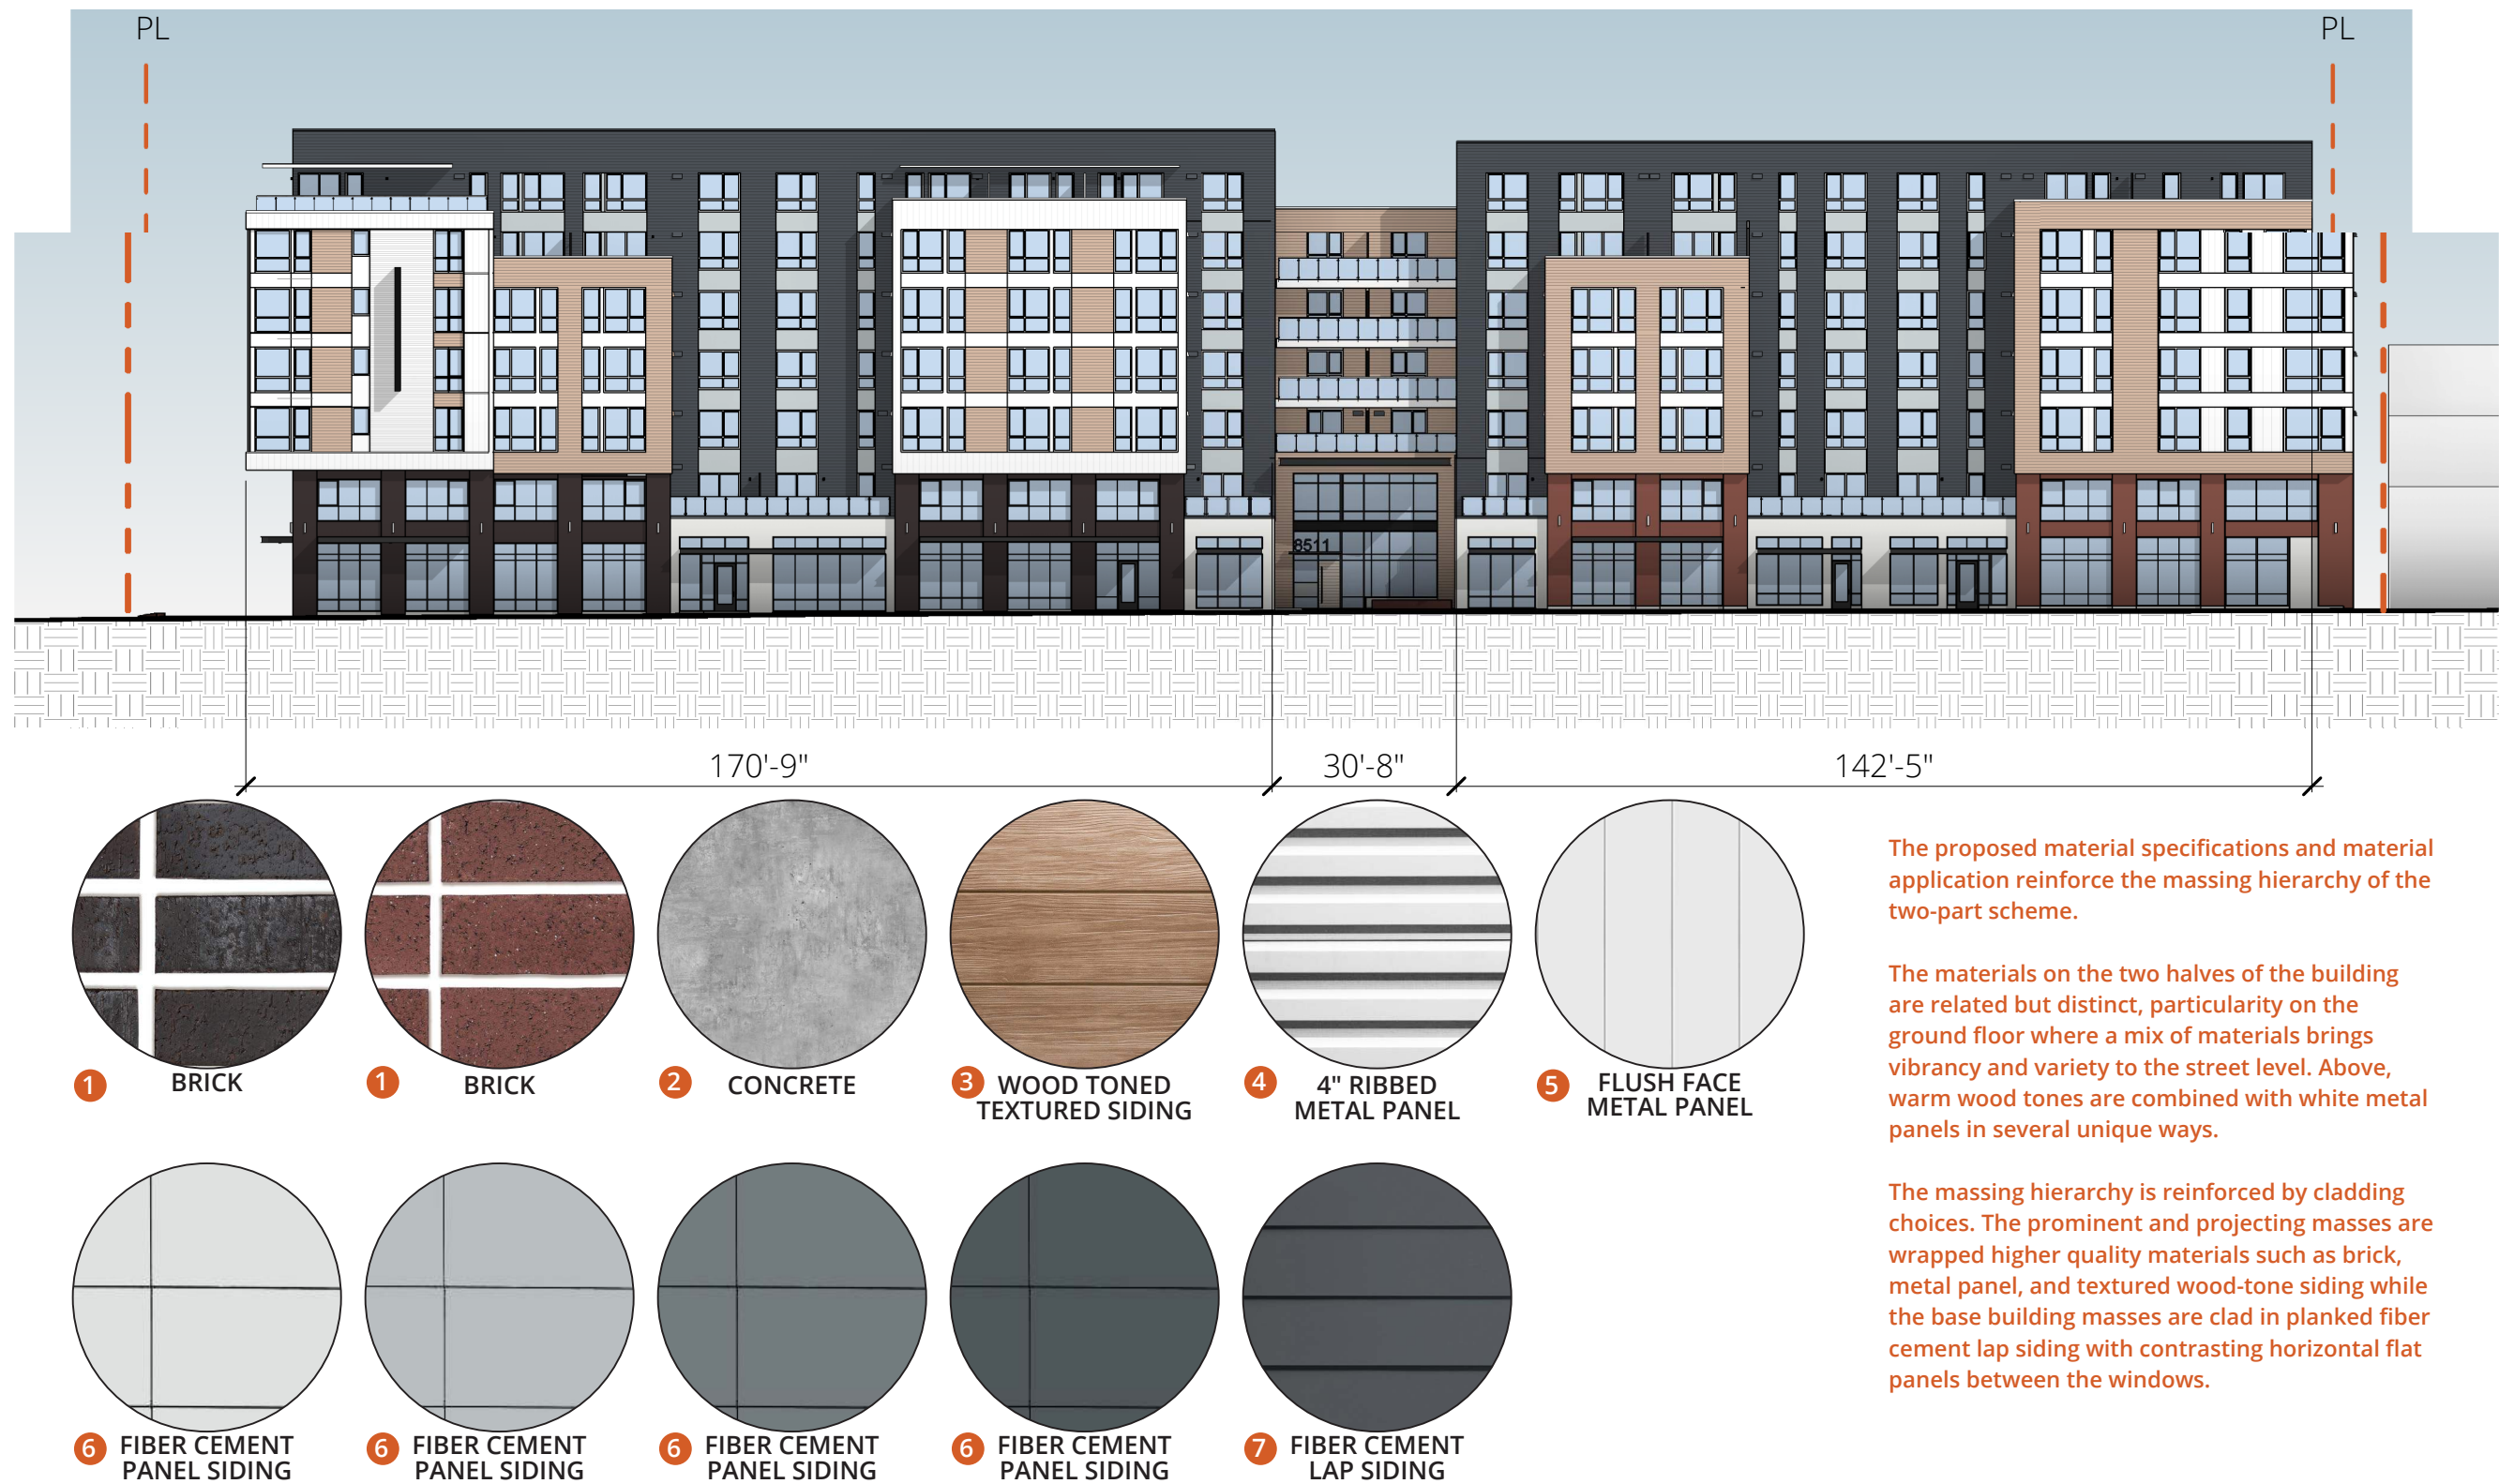 PL
PL
8511
170'-9"
30'-8"
142'-5"
1 BRICK
1 BRICK
2 CONCRETE
3 WOOD TONED
TEXTURED SIDING
4 4" RIBBED
METAL PANEL
5 FLUSH FACE
METAL PANEL
6 FIBER CEMENT
PANEL SIDING
6 FIBER CEMENT
PANEL SIDING
6 FIBER CEMENT
PANEL SIDING
6 FIBER CEMENT
PANEL SIDING
7 FIBER CEMENT
LAP SIDING
The proposed material specifications and material
application reinforce the massing hierarchy of the
two-part scheme.
The materials on the two halves of the building
are related but distinct, particularity on the
ground floor where a mix of materials brings
vibrancy and variety to the street level. Above,
warm wood tones are combined with white metal
panels in several unique ways.
The massing hierarchy is reinforced by cladding
choices. The prominent and projecting masses are
wrapped higher quality materials such as brick,
metal panel, and textured wood-tone siding while
the base building masses are clad in planked fiber
cement lap siding with contrasting horizontal flat
panels between the windows.